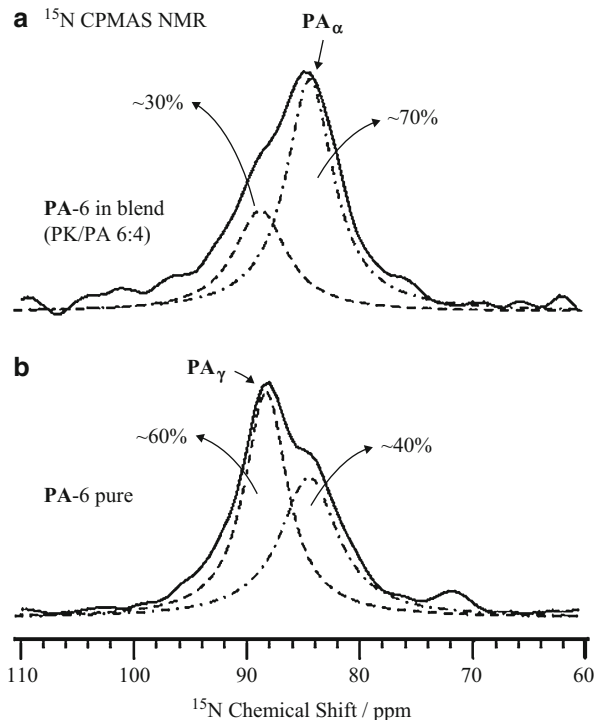 a ¹⁵N CPMAS NMR
PAα
~30%
~70%
PA-6 in blend
(PK/PA 6:4)
b
PAγ
~60%
~40%
PA-6 pure
110 100 90 80 70 60
¹⁵N Chemical Shift / ppm